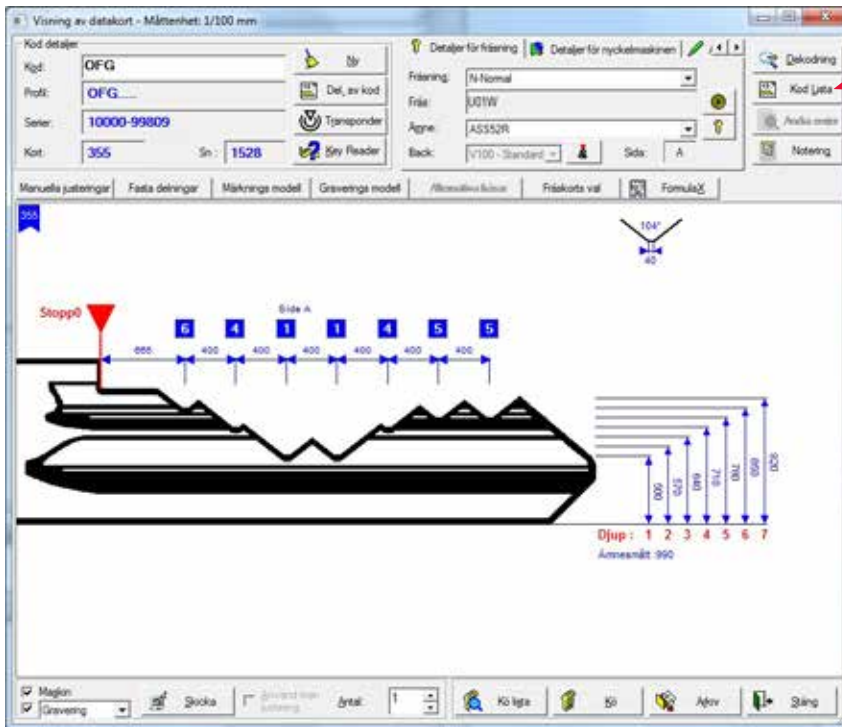 Visning av datakort - Måttenhet: 1/100 mm
Kod detaljer
Kod: OFG
Ny
Profil: OFG.....
Del, av kod
Serier: 10000-99809
Transponder
Kort: 355 Sn : 1528
Key Reader
Detaljer för fräsning
Detaljer för nyckelmaskinen
Fräsning: N-Normal
Fräs: U01W
Ämne: ASS52R
Back: V100 - Standard
Sida: A
Dekodning
Kod Lista
Notering
Manuella justeringar
Fasta delningar
Märknings modell
Graverings modell
Fräskorts val
FormulaX
355
104°
40
Stopp0
Side A
6 4 1 1 4 5 5
665 400 400 400 400 400 400
500 570 640 710 780 850 920
Djup : 1 2 3 4 5 6 7
Ämnesmått :990
Maskin
Gravering
Skicka
Antal: 1
Kö lista
Kö
Arkiv
Stäng